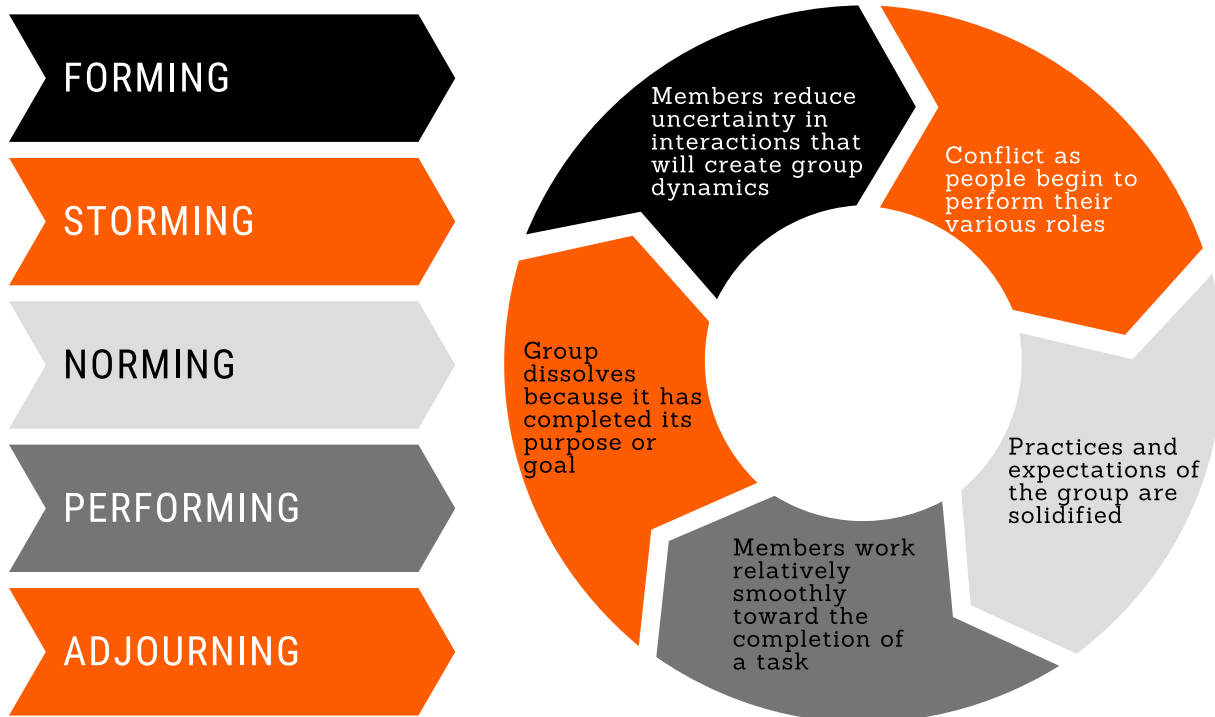 FORMING
STORMING
NORMING
PERFORMING
ADJOURNING
Members reduce
uncertainty in
interactions that
will create group
dynamics
Conflict as
people begin to
perform their
various roles
Practices and
expectations of
the group are
solidified
Members work
relatively
smoothly
toward the
completion of
a task
Group
dissolves
because it has
completed its
purpose or
goal